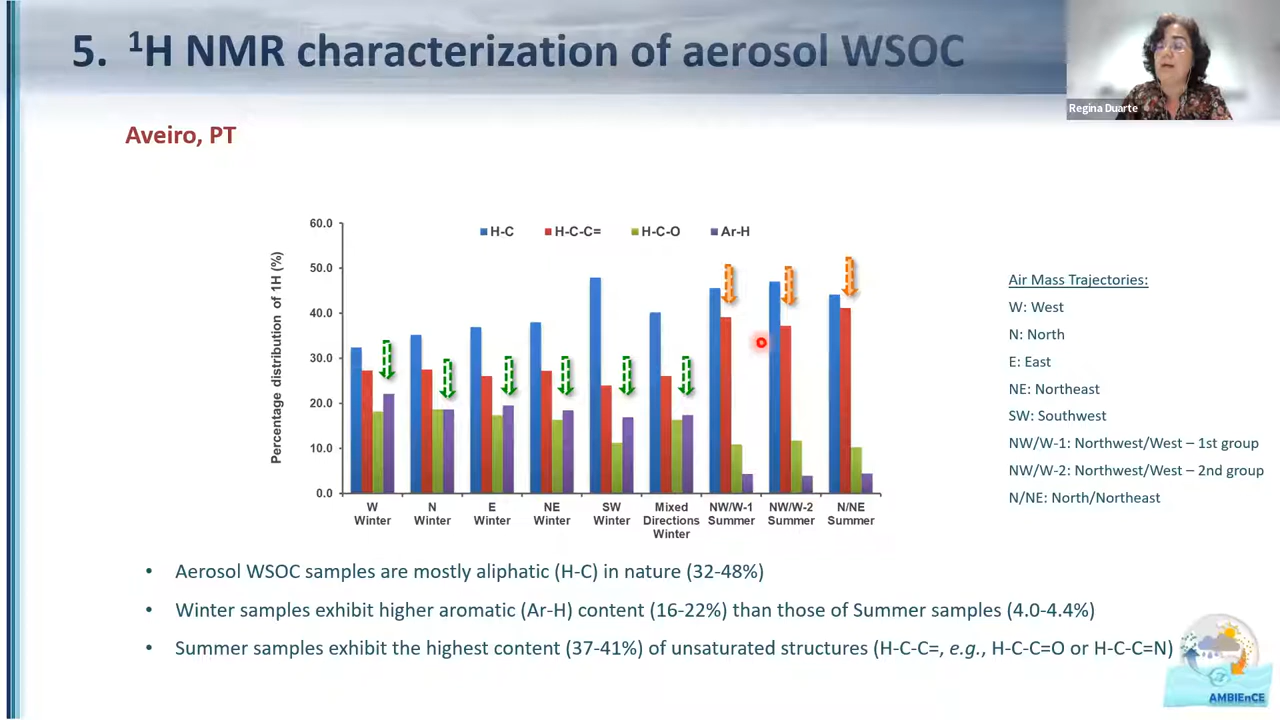 5. ¹H NMR characterization of aerosol WSOC
Regina Duarte
Aveiro, PT
Percentage distribution of 1H (%)
60.0
50.0
40.0
30.0
20.0
10.0
0.0
H-C H-C-C= H-C-O Ar-H
W Winter
N Winter
E Winter
NE Winter
SW Winter
Mixed Directions Winter
NW/W-1 Summer
NW/W-2 Summer
N/NE Summer
Air Mass Trajectories:
W: West
N: North
E: East
NE: Northeast
SW: Southwest
NW/W-1: Northwest/West – 1st group
NW/W-2: Northwest/West – 2nd group
N/NE: North/Northeast
• Aerosol WSOC samples are mostly aliphatic (H-C) in nature (32-48%)
• Winter samples exhibit higher aromatic (Ar-H) content (16-22%) than those of Summer samples (4.0-4.4%)
• Summer samples exhibit the highest content (37-41%) of unsaturated structures (H-C-C=, e.g., H-C-C=O or H-C-C=N)
AMBIEnCE